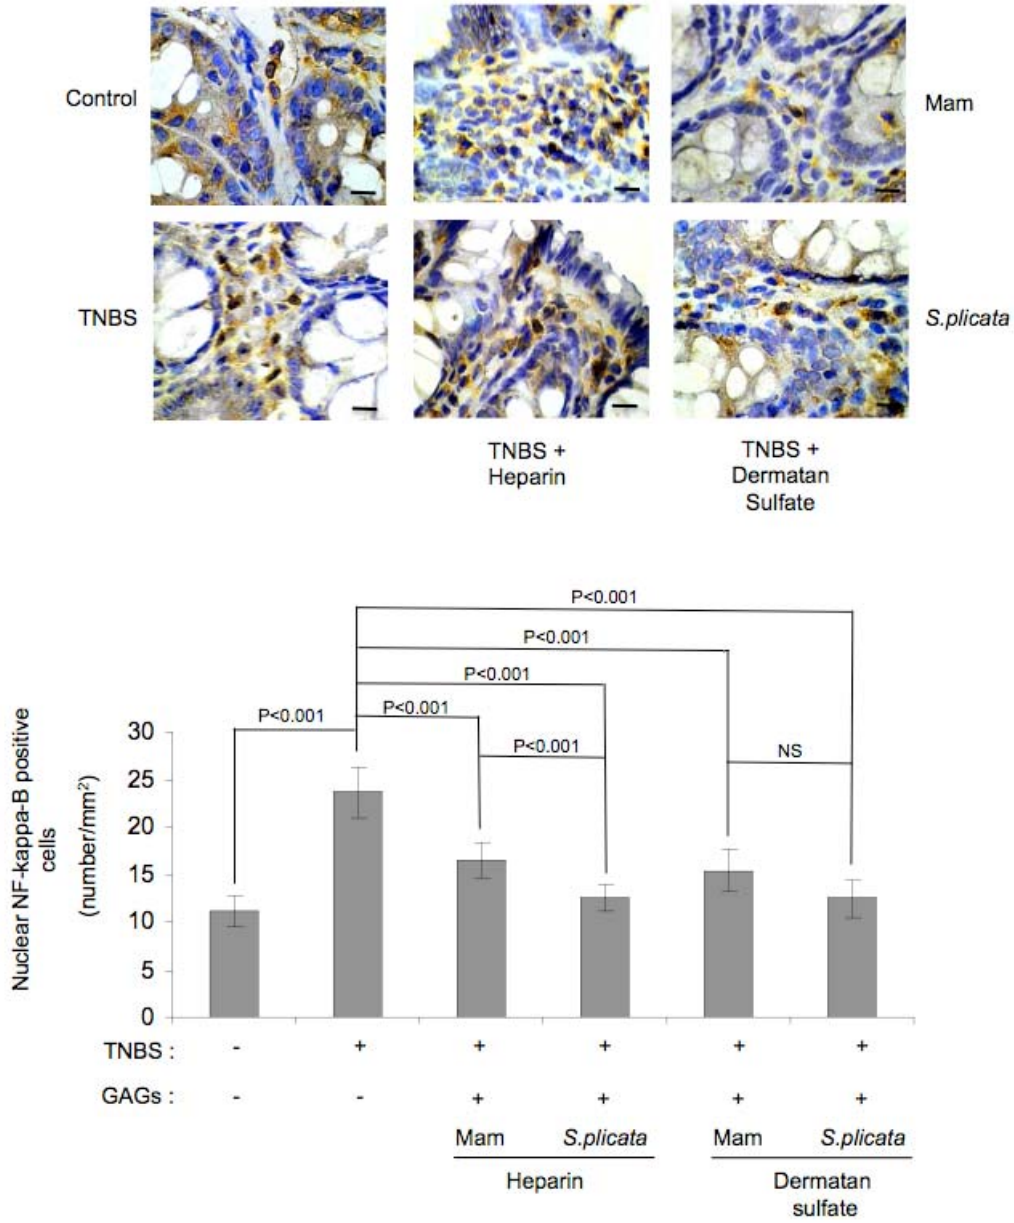 Control
Mam
TNBS
S.plicata
TNBS +
Heparin
TNBS +
Dermatan
Sulfate
P<0.001
P<0.001
P<0.001
P<0.001
P<0.001
P<0.001
NS
Nuclear NF-kappa-B positive
cells
(number/mm²)
30
25
20
15
10
5
0
TNBS : - + + + + +
GAGs : - - + + + +
Mam S.plicata Mam S.plicata
Heparin
Dermatan
sulfate